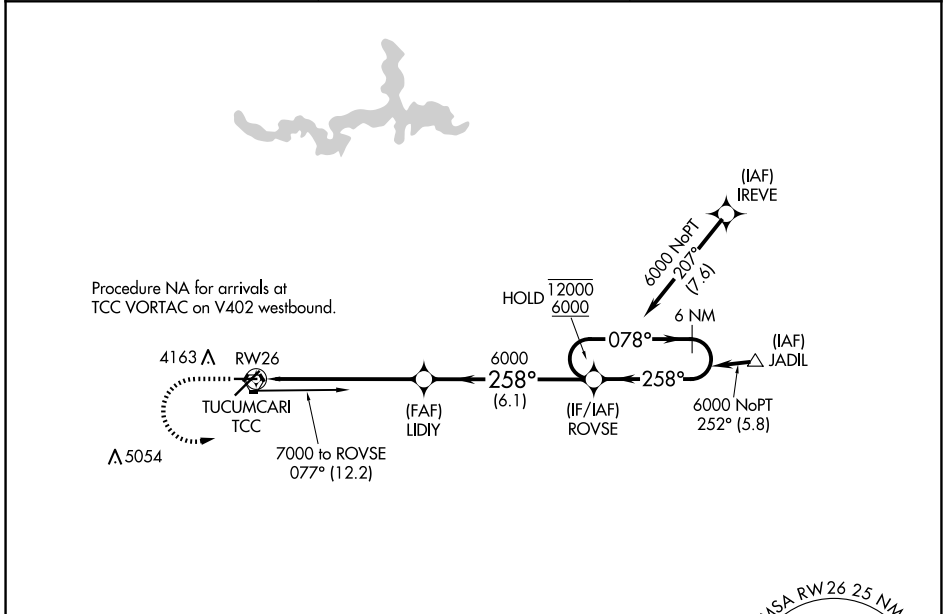 (IAF)
IREVE
6000 NoPT
207°
(7.6)
Procedure NA for arrivals at
TCC VORTAC on V402 westbound.
HOLD
12000
6000
6 NM
078°
(IAF)
JADIL
4163
RW26
6000
258°
(6.1)
258°
TUCUMCARI
TCC
(FAF)
LIDIY
(IF/IAF)
ROVSE
6000 NoPT
252° (5.8)
5054
7000 to ROVSE
077° (12.2)
MSA RW26 25 NM